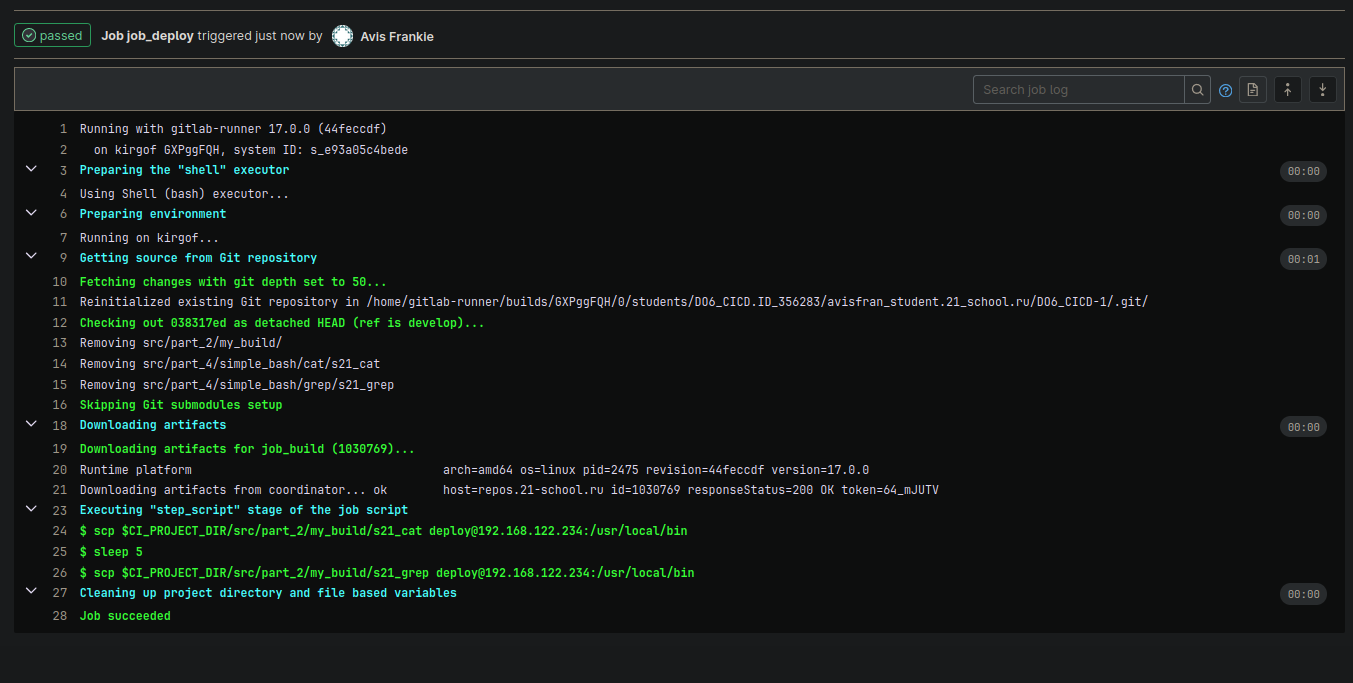 passed Job job_deploy triggered just now by Avis Frankie
Search job log
1 Running with gitlab-runner 17.0.0 (44feccdf)
2 on kirgof GXPggFQH, system ID: s_e93a05c4bede
3 Preparing the "shell" executor 00:00
4 Using Shell (bash) executor...
6 Preparing environment 00:00
7 Running on kirgof...
9 Getting source from Git repository 00:01
10 Fetching changes with git depth set to 50...
11 Reinitialized existing Git repository in /home/gitlab-runner/builds/GXPggFQH/0/students/DO6_CICD.ID_356283/avisfran_student.21_school.ru/DO6_CICD-1/.git/
12 Checking out 038317ed as detached HEAD (ref is develop)...
13 Removing src/part_2/my_build/
14 Removing src/part_4/simple_bash/cat/s21_cat
15 Removing src/part_4/simple_bash/grep/s21_grep
16 Skipping Git submodules setup
18 Downloading artifacts 00:00
19 Downloading artifacts for job_build (1030769)...
20 Runtime platform arch=amd64 os=linux pid=2475 revision=44feccdf version=17.0.0
21 Downloading artifacts from coordinator... ok host=repos.21-school.ru id=1030769 responseStatus=200 OK token=64_mJUTV
23 Executing "step_script" stage of the job script
24 $ scp $CI_PROJECT_DIR/src/part_2/my_build/s21_cat deploy@192.168.122.234:/usr/local/bin
25 $ sleep 5
26 $ scp $CI_PROJECT_DIR/src/part_2/my_build/s21_grep deploy@192.168.122.234:/usr/local/bin
27 Cleaning up project directory and file based variables 00:00
28 Job succeeded